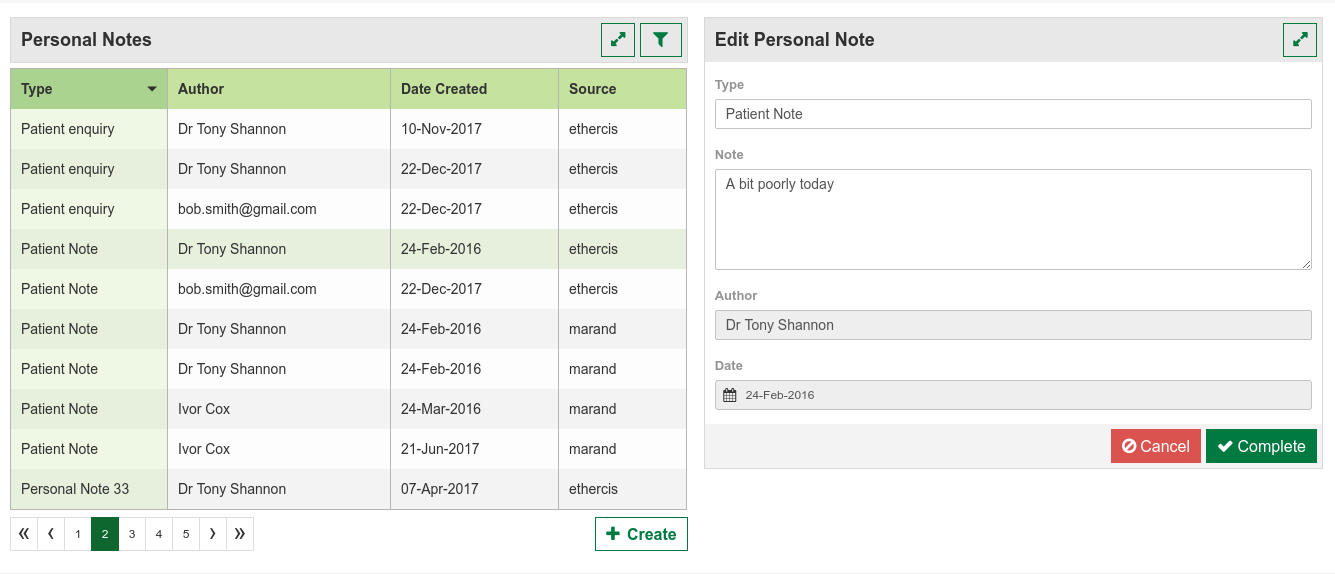 Personal Notes
Type Author Date Created Source
Patient enquiry Dr Tony Shannon 10-Nov-2017 ethercis
Patient enquiry Dr Tony Shannon 22-Dec-2017 ethercis
Patient enquiry bob.smith@gmail.com 22-Dec-2017 ethercis
Patient Note Dr Tony Shannon 24-Feb-2016 ethercis
Patient Note bob.smith@gmail.com 22-Dec-2017 ethercis
Patient Note Dr Tony Shannon 24-Feb-2016 marand
Patient Note Dr Tony Shannon 24-Feb-2016 marand
Patient Note Ivor Cox 24-Mar-2016 marand
Patient Note Ivor Cox 21-Jun-2017 marand
Personal Note 33 Dr Tony Shannon 07-Apr-2017 ethercis
« ‹ 1 2 3 4 5 › »
Create
Edit Personal Note
Type
Patient Note
Note
A bit poorly today
Author
Dr Tony Shannon
Date
24-Feb-2016
Cancel Complete